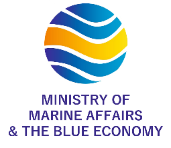 MINISTRY OF
MARINE AFFAIRS
& THE BLUE ECONOMY